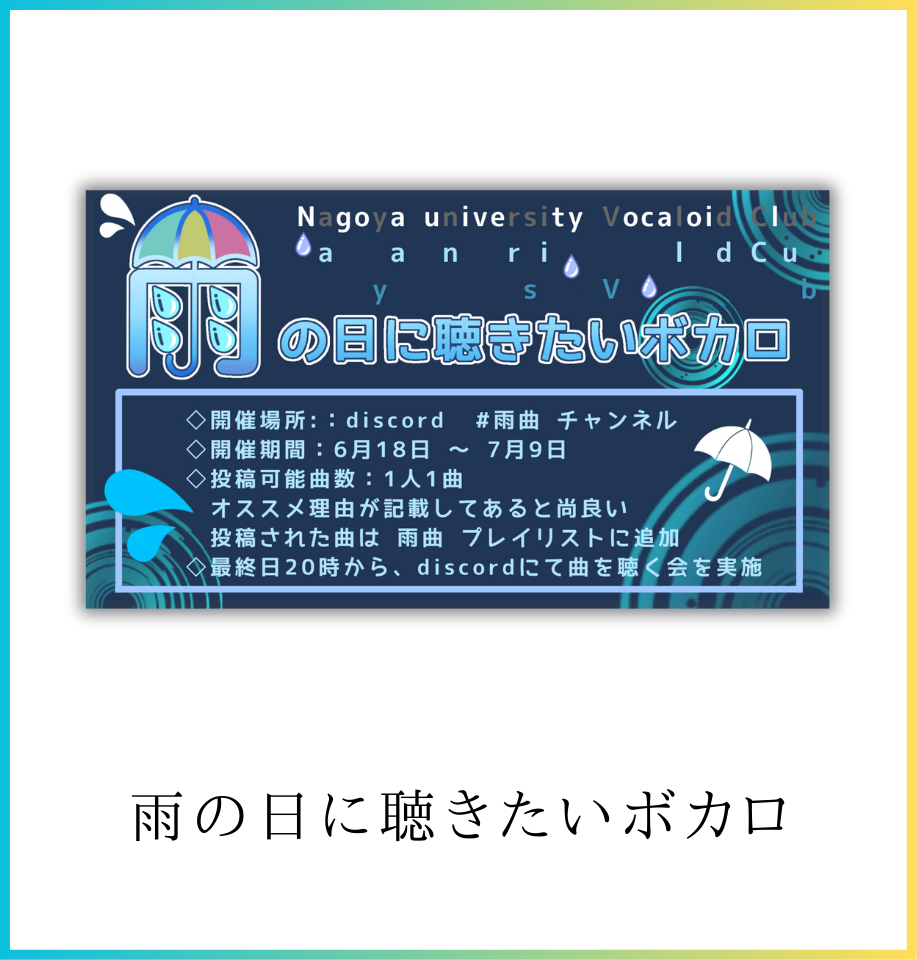 Nagoya university Vocaloid Club
a a n r i l d C u
y s V b
雨の日に聴きたいボカロ
◇開催場所:：discord #雨曲 チャンネル
◇開催期間：6月18日 ～ 7月9日
◇投稿可能曲数：1人1曲
オススメ理由が記載してあると尚良い
投稿された曲は 雨曲 プレイリストに追加
◇最終日20時から、discordにて曲を聴く会を実施
雨の日に聴きたいボカロ